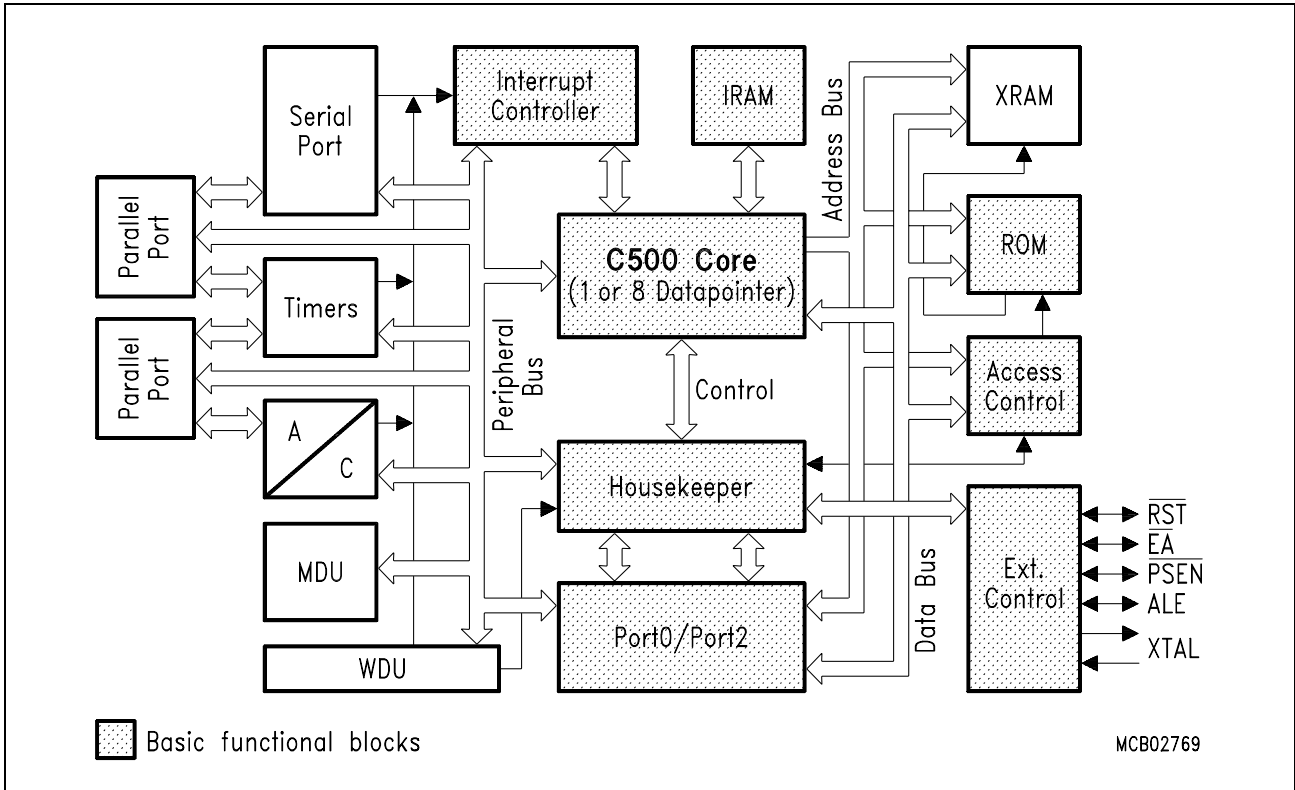 Serial
Port
Interrupt
Controller
IRAM
Address Bus
XRAM
Parallel
Port
C500 Core
(1 or 8 Datapointer)
ROM
Timers
Parallel
Port
Peripheral
Bus
Control
Access
Control
A
C
Housekeeper
MDU
Port0/Port2
Data Bus
Ext.
Control
RST
EA
PSEN
ALE
XTAL
WDU
Basic functional blocks
MCB02769